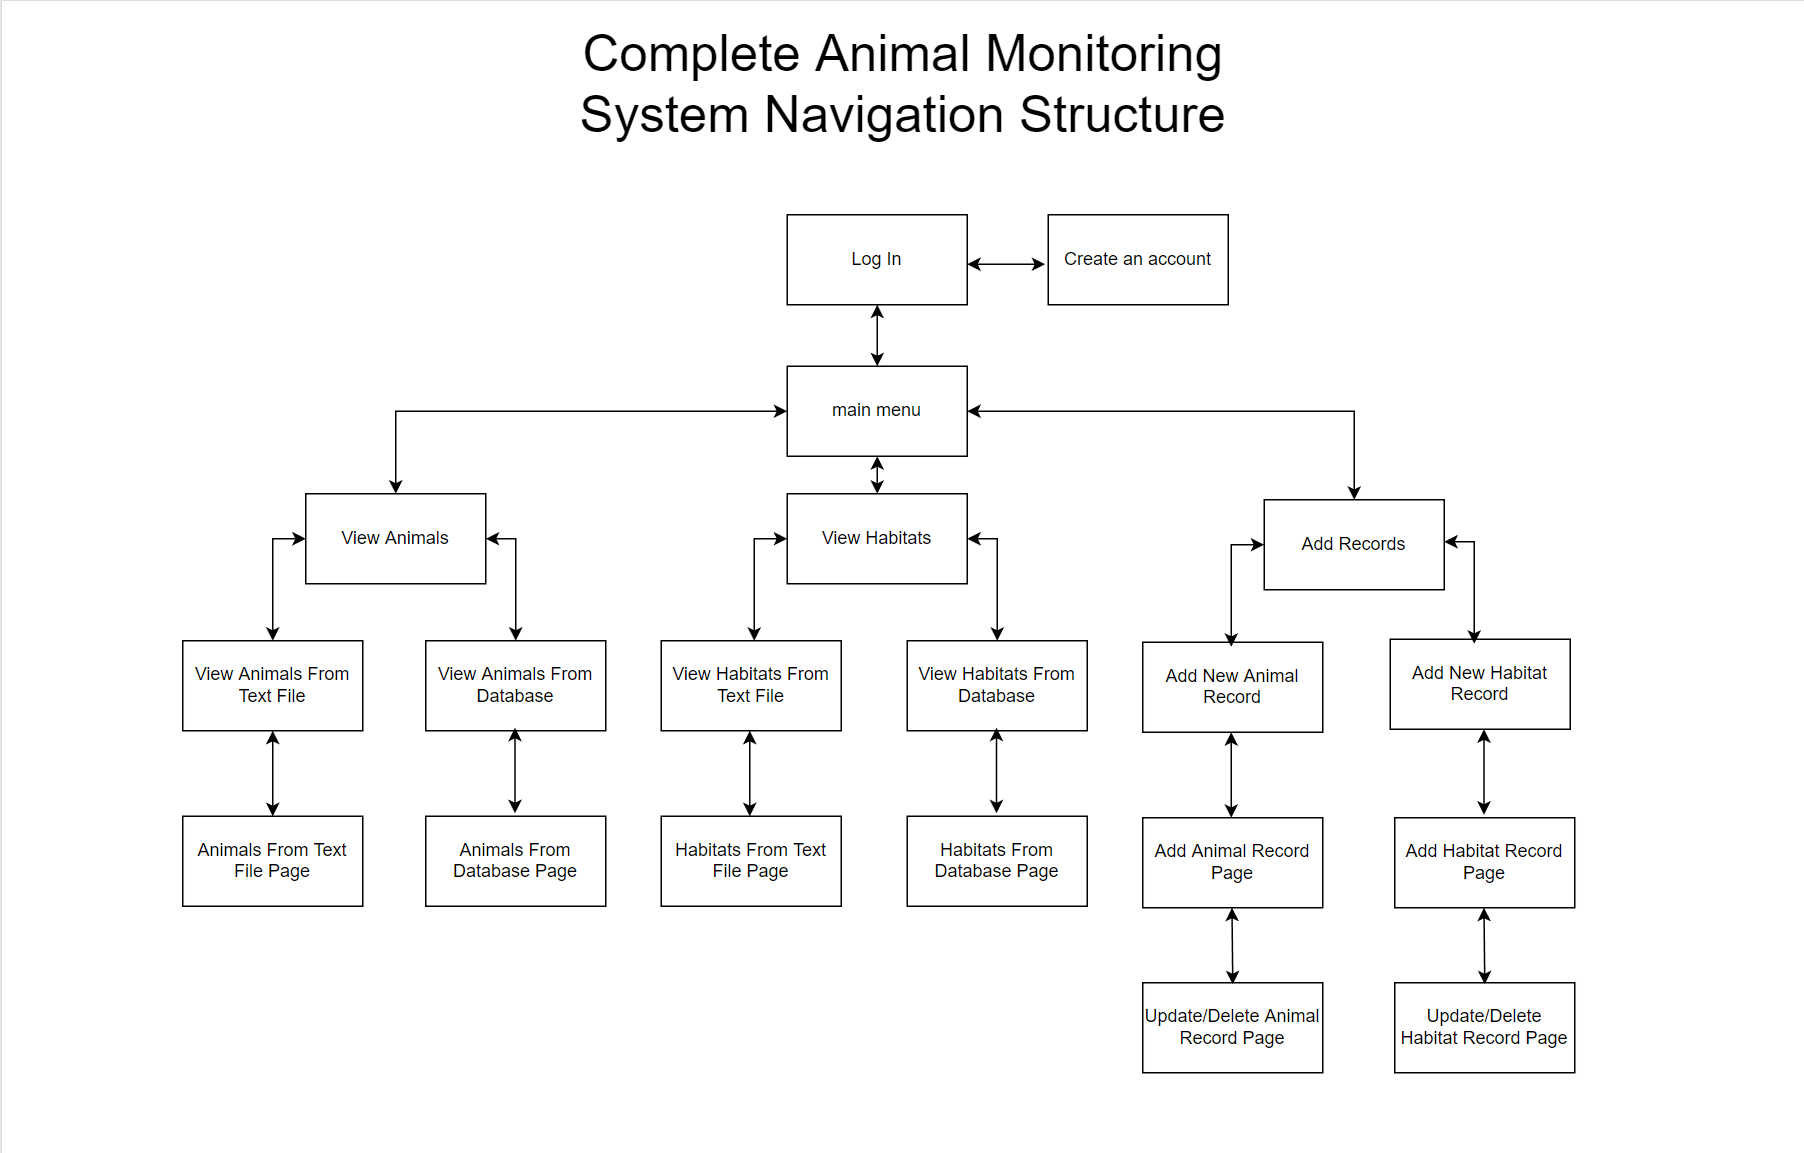 Complete Animal Monitoring
System Navigation Structure
Log In
Create an account
main menu
View Animals
View Habitats
Add Records
View Animals From
Text File
View Animals From
Database
View Habitats From
Text File
View Habitats From
Database
Add New Animal
Record
Add New Habitat
Record
Animals From Text
File Page
Animals From
Database Page
Habitats From Text
File Page
Habitats From
Database Page
Add Animal Record
Page
Add Habitat Record
Page
Update/Delete Animal
Record Page
Update/Delete
Habitat Record Page